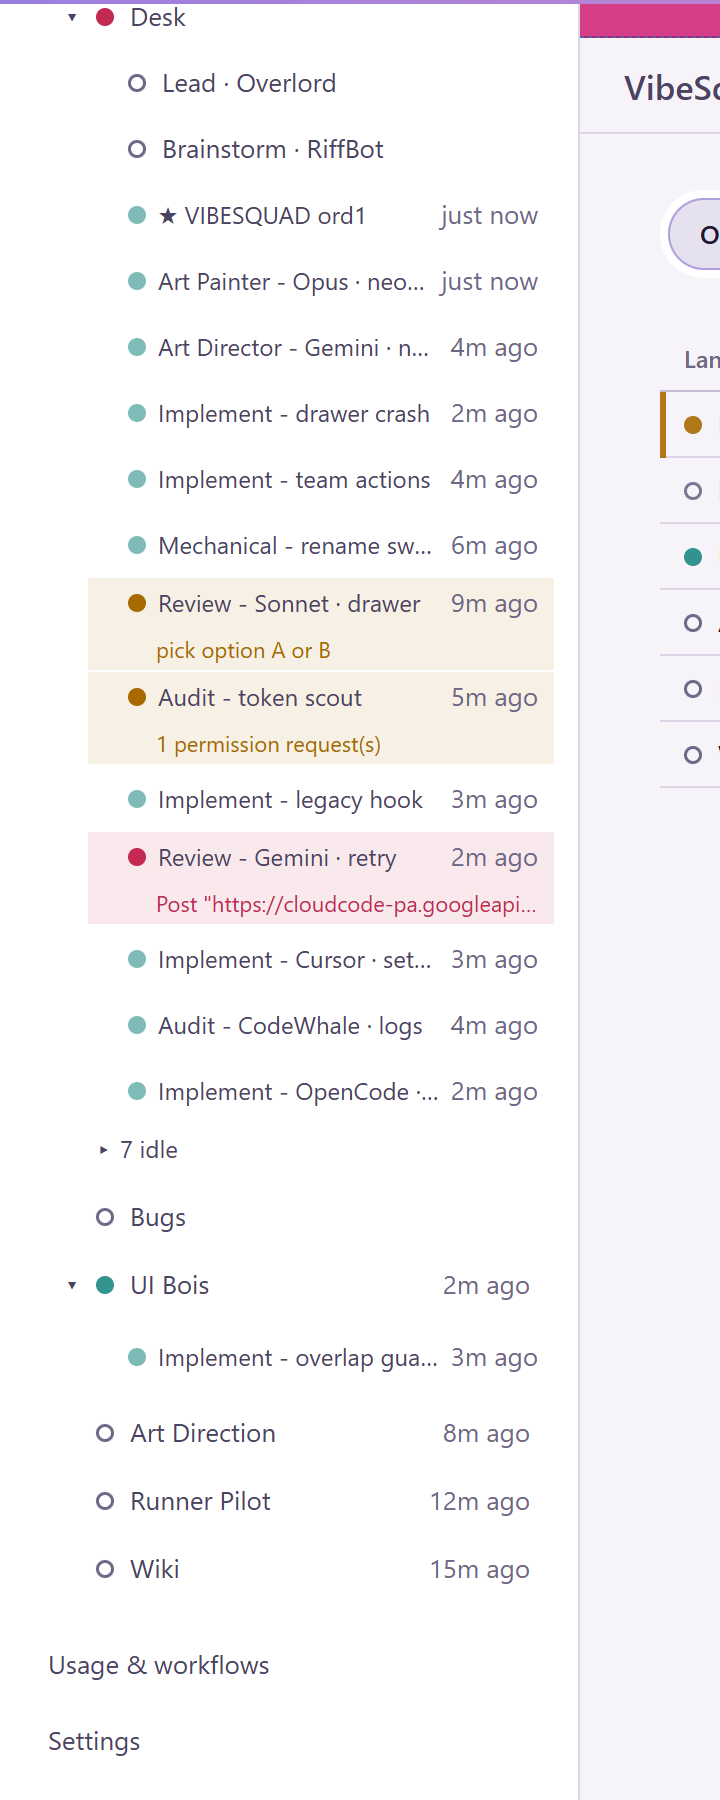 Desk
Lead · Overlord
Brainstorm · RiffBot
★ VIBESQUAD ord1 just now
Art Painter - Opus · neo... just now
Art Director - Gemini · n... 4m ago
Implement - drawer crash 2m ago
Implement - team actions 4m ago
Mechanical - rename sw... 6m ago
Review - Sonnet · drawer 9m ago
pick option A or B
Audit - token scout 5m ago
1 permission request(s)
Implement - legacy hook 3m ago
Review - Gemini · retry 2m ago
Post "https://cloudcode-pa.googleapi...
Implement - Cursor · set... 3m ago
Audit - CodeWhale · logs 4m ago
Implement - OpenCode ·... 2m ago
7 idle
Bugs
UI Bois 2m ago
Implement - overlap gua... 3m ago
Art Direction 8m ago
Runner Pilot 12m ago
Wiki 15m ago
Usage & workflows
Settings